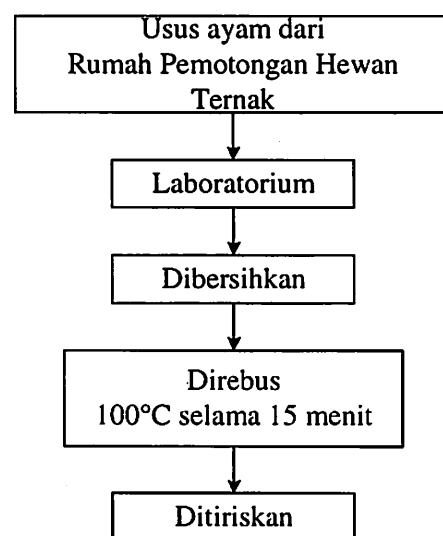 Usus ayam dari
Rumah Pemotongan Hewan
Ternak
Laboratorium
Dibersihkan
Direbus
100°C selama 15 menit
Ditiriskan